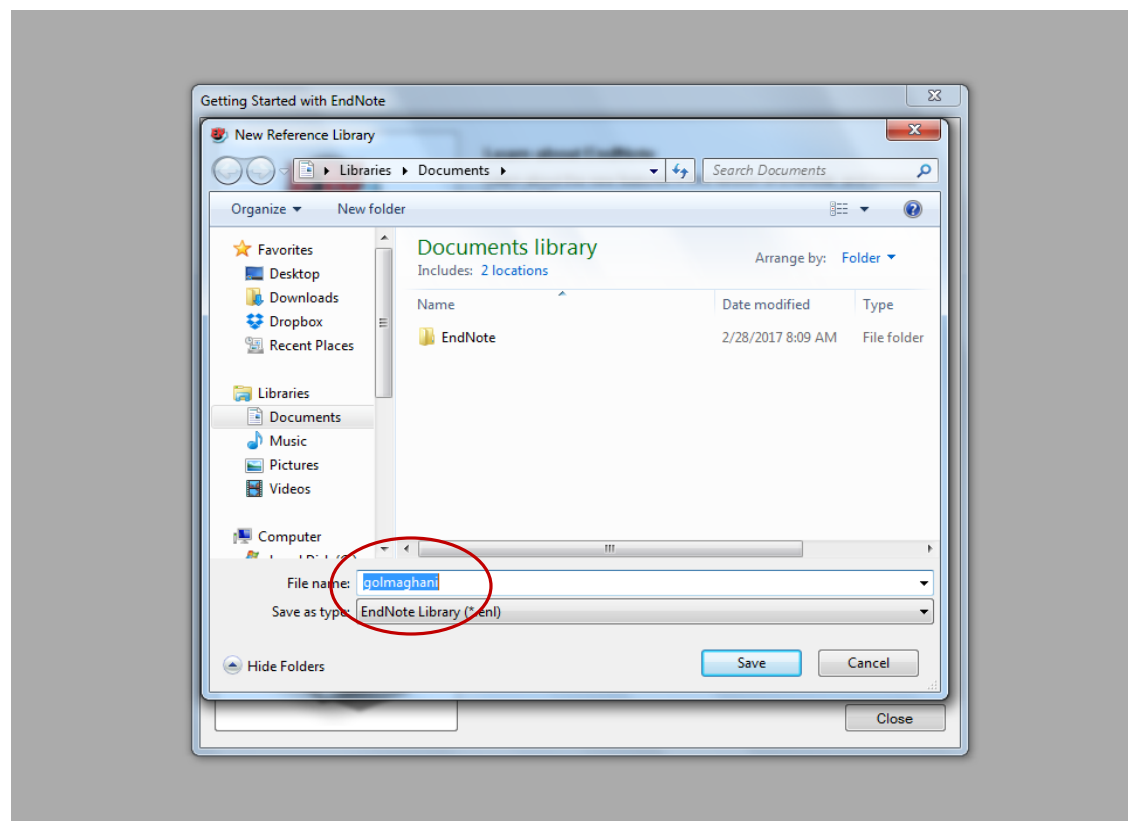 Getting Started with EndNote
New Reference Library
Libraries Documents Search Documents
Organize New folder
Favorites
Desktop
Downloads
Dropbox
Recent Places
Libraries
Documents
Music
Pictures
Videos
Computer
Documents library
Includes: 2 locations
Arrange by: Folder
Name Date modified Type
EndNote 2/28/2017 8:09 AM File folder
File name: golmaghani
Save as type: EndNote Library (*.enl)
Hide Folders
Save Cancel
Close